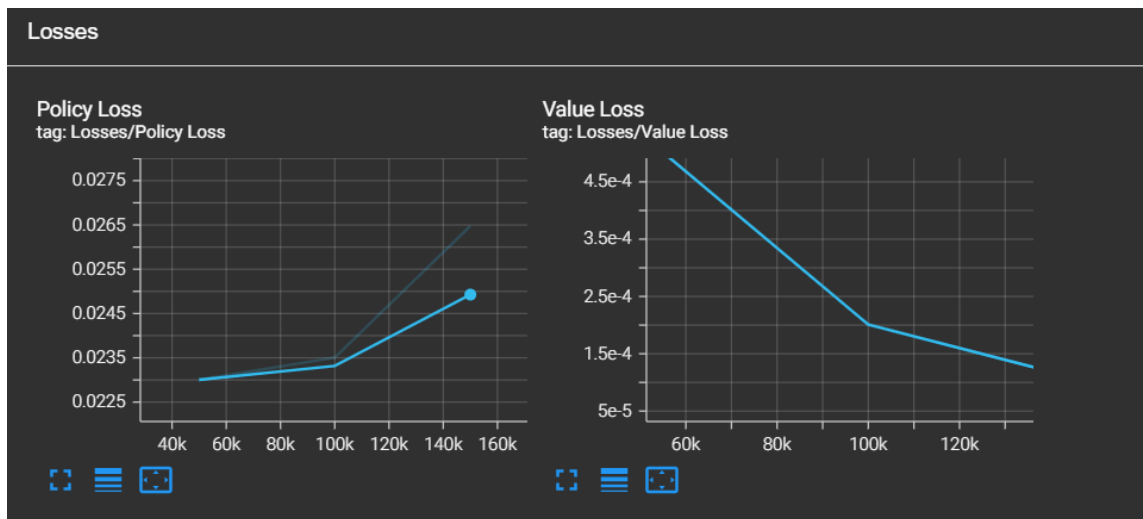 Losses
Policy Loss
tag: Losses/Policy Loss
0.0275
0.0265
0.0255
0.0245
0.0235
0.0225
40k 60k 80k 100k 120k 140k 160k
Value Loss
tag: Losses/Value Loss
4.5e-4
3.5e-4
2.5e-4
1.5e-4
5e-5
60k 80k 100k 120k